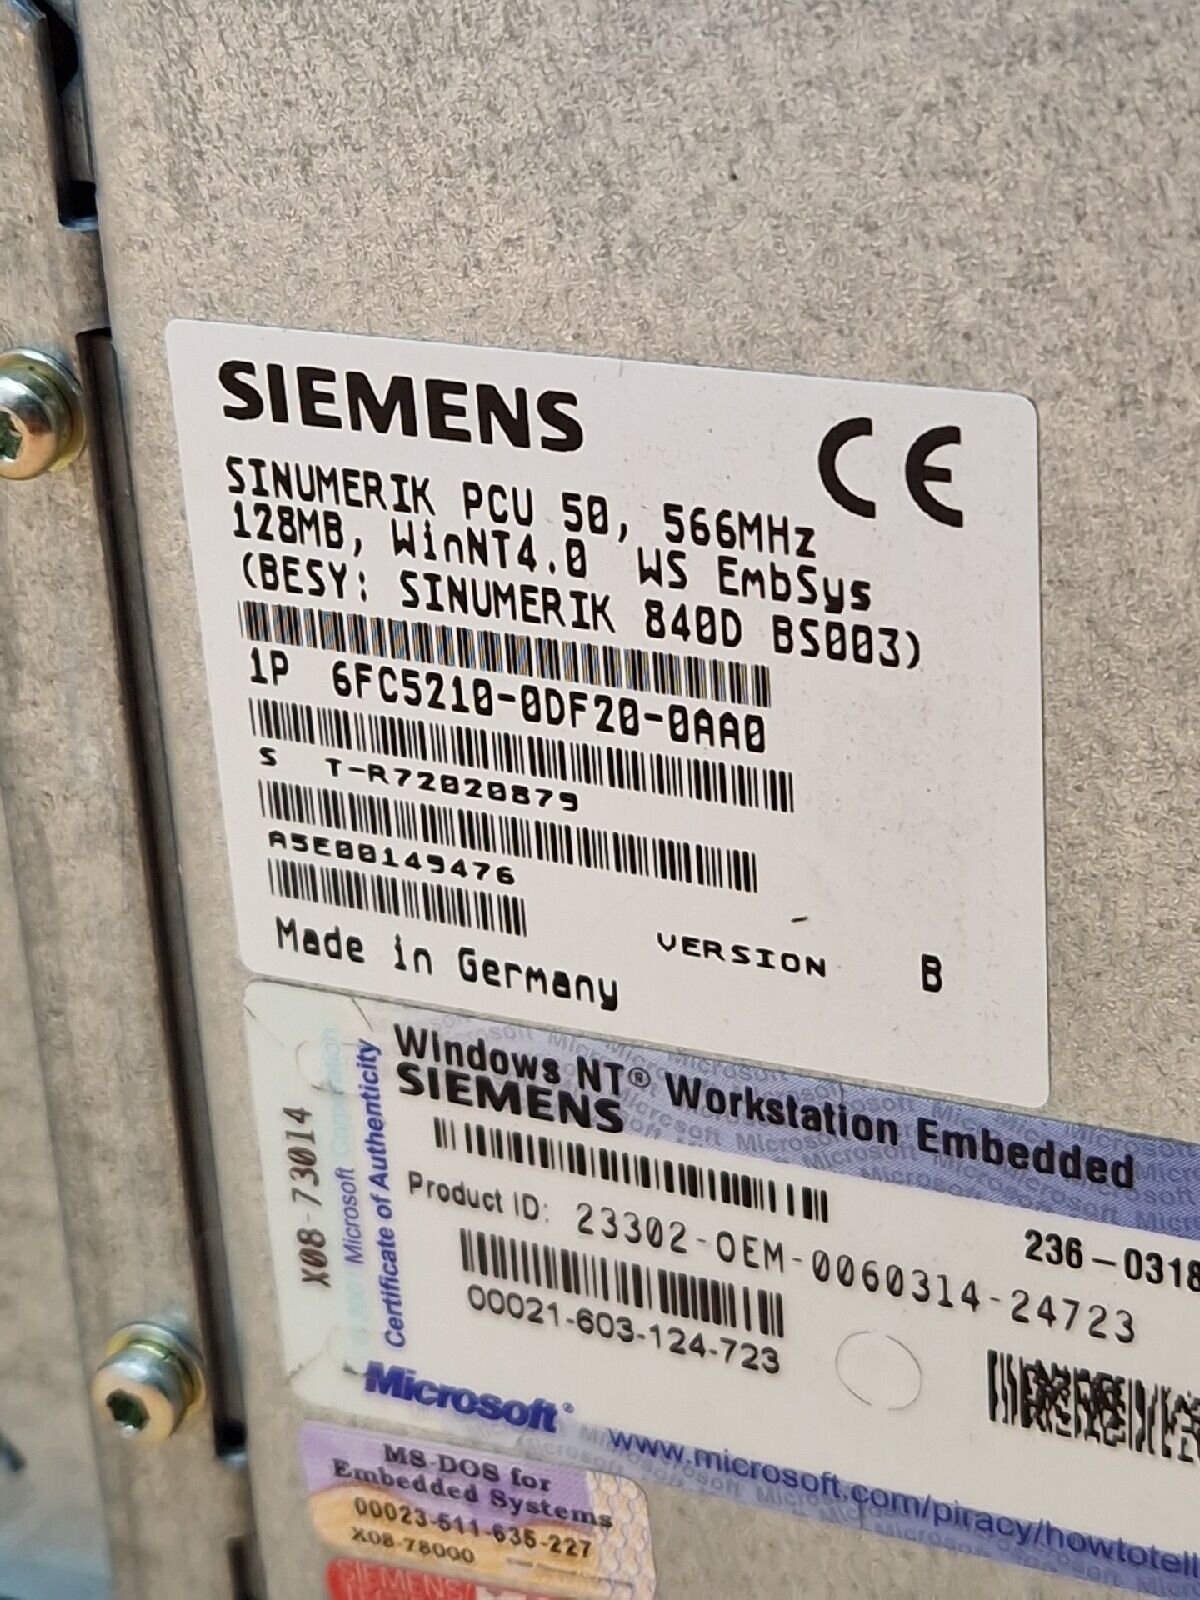 SIEMENS
CE
SINUMERIK PCU 50, 566MHz
128MB, WinNT4.0 WS EmbSys
(BESY: SINUMERIK 840D BS003)
1P 6FC5210-0DF20-0AA0
S T-R72020879
A5E00149476
VERSION B
Made in Germany
Windows NT® Workstation Embedded
SIEMENS
236-0318
Product ID: 23302-OEM-0060314-24723
00021-603-124-723
X08-73014
Microsoft
Certificate of Authenticity
Microsoft®
www.microsoft.com/piracy/howtotell
MS-DOS for
Embedded Systems
00023-511-635-227
X08-78000
SIEMENS